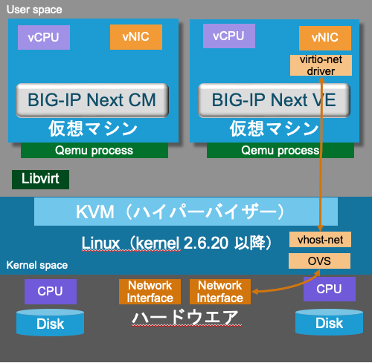 User space
vCPU
vNIC
vCPU
vNIC
virtio-net
driver
BIG-IP Next CM
BIG-IP Next VE
仮想マシン
仮想マシン
Qemu process
Qemu process
Libvirt
KVM（ハイパーバイザー）
Linux（kernel 2.6.20 以降）
vhost-net
OVS
Kernel space
CPU
Network
Interface
Network
Interface
CPU
Disk
ハードウエア
Disk